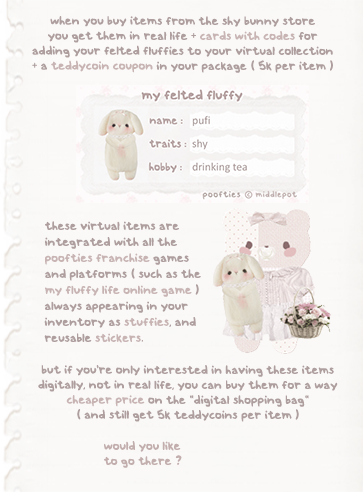 when you buy items from the shy bunny store
you get them in real life + cards with codes for
adding your felted fluffies to your virtual collection
+ a teddycoin coupon in your package ( 5k per item )
my felted fluffy
name : pufi
traits : shy
hobby : drinking tea
poofties © middlepot
these virtual items are
integrated with all the
poofties franchise games
and platforms ( such as the
my fluffy life online game )
always appearing in your
inventory as stuffies, and
reusable stickers.
but if you're only interested in having these items
digitally, not in real life, you can buy them for a way
cheaper price on the "digital shopping bag"
( and still get 5k teddycoins per item )
would you like
to go there ?